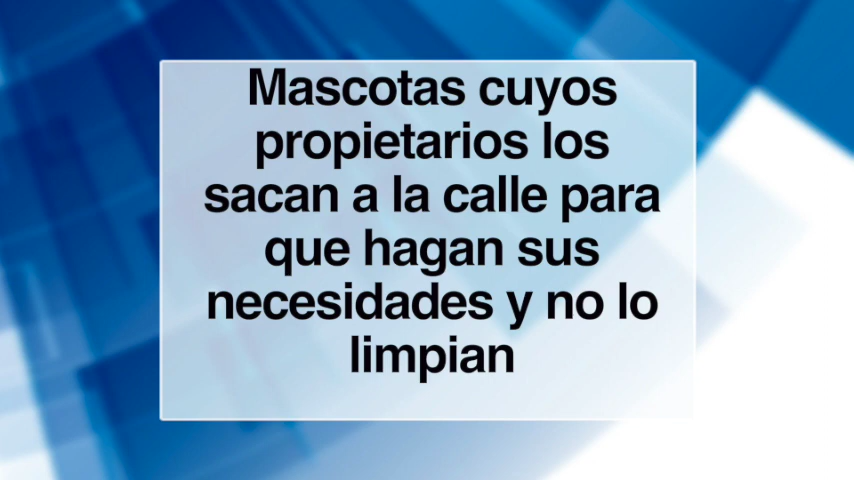 Mascotas cuyos
propietarios los
sacan a la calle para
que hagan sus
necesidades y no lo
limpian